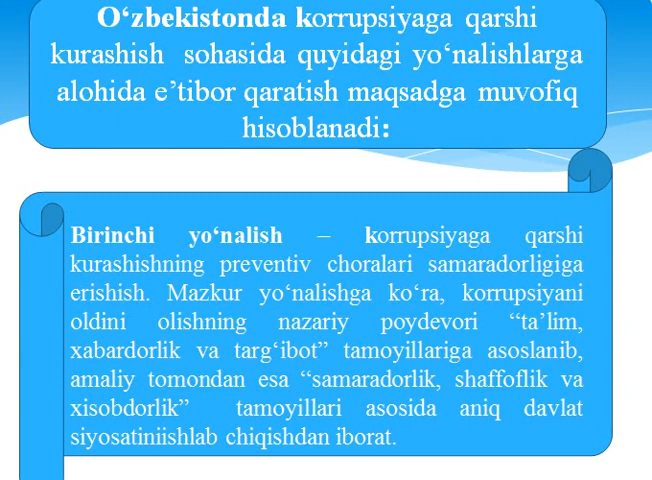 O‘zbekistonda korrupsiyaga qarshi
kurashish sohasida quyidagi yo‘nalishlarga
alohida e’tibor qaratish maqsadga muvofiq
hisoblanadi:
Birinchi yo‘nalish – korrupsiyaga qarshi
kurashishning preventiv choralari samaradorligiga
erishish. Mazkur yo‘nalishga ko‘ra, korrupsiyani
oldini olishning nazariy poydevori “ta’lim,
xabardorlik va targ‘ibot” tamoyillariga asoslanib,
amaliy tomondan esa “samaradorlik, shaffoflik va
xisobdorlik” tamoyillari asosida aniq davlat
siyosatiniishlab chiqishdan iborat.